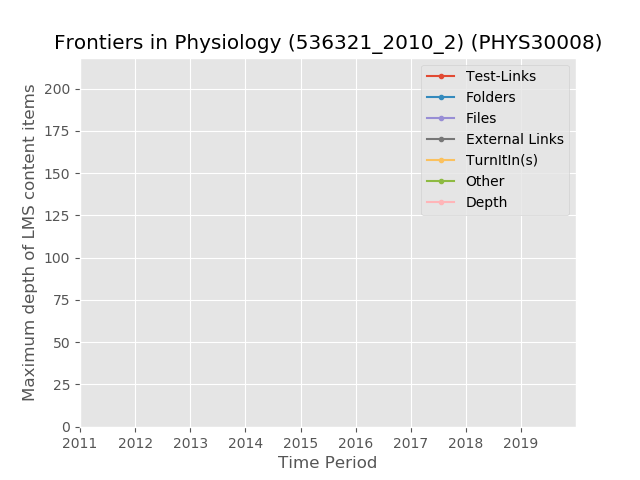 Frontiers in Physiology (536321_2010_2) (PHYS30008)
Maximum depth of LMS content items
200
175
150
125
100
75
50
25
0
Test-Links
Folders
Files
External Links
TurnItIn(s)
Other
Depth
2011 2012 2013 2014 2015 2016 2017 2018 2019
Time Period